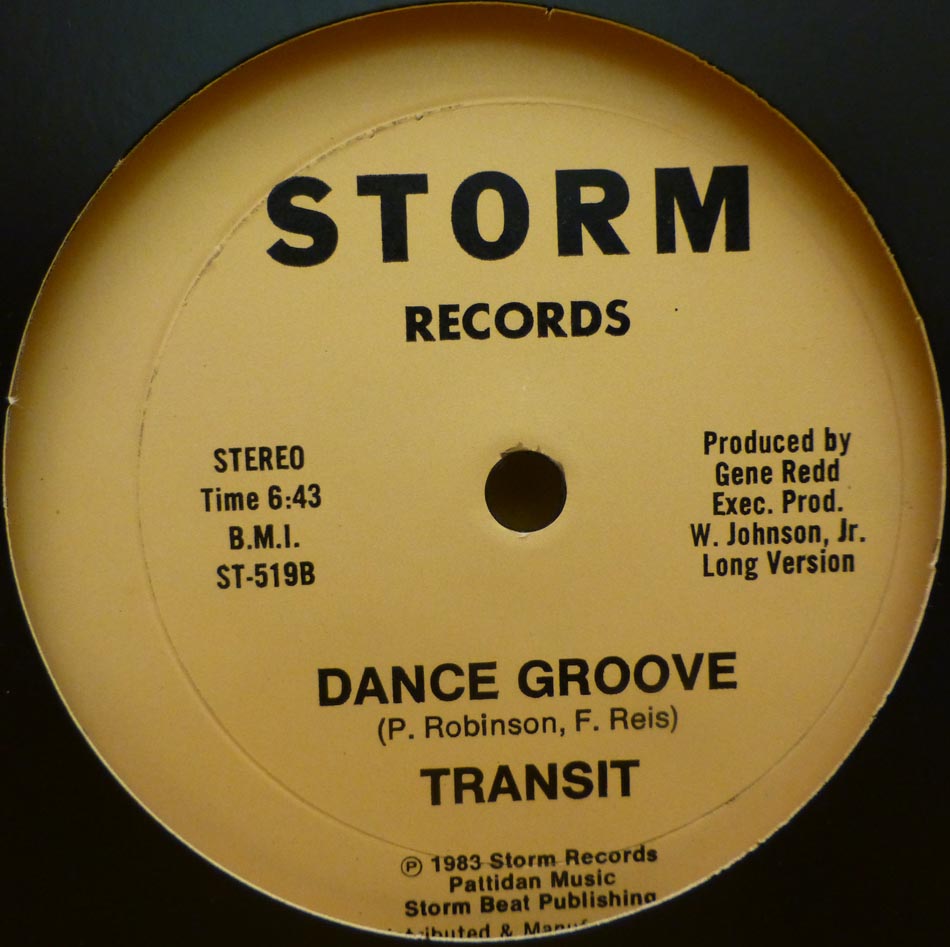 STORM
RECORDS
STEREO
Time 6:43
B.M.I.
ST-519B
Produced by
Gene Redd
Exec. Prod.
W. Johnson, Jr.
Long Version
DANCE GROOVE
(P. Robinson, F. Reis)
TRANSIT
℗ 1983 Storm Records
Pattidan Music
Storm Beat Publishing
&